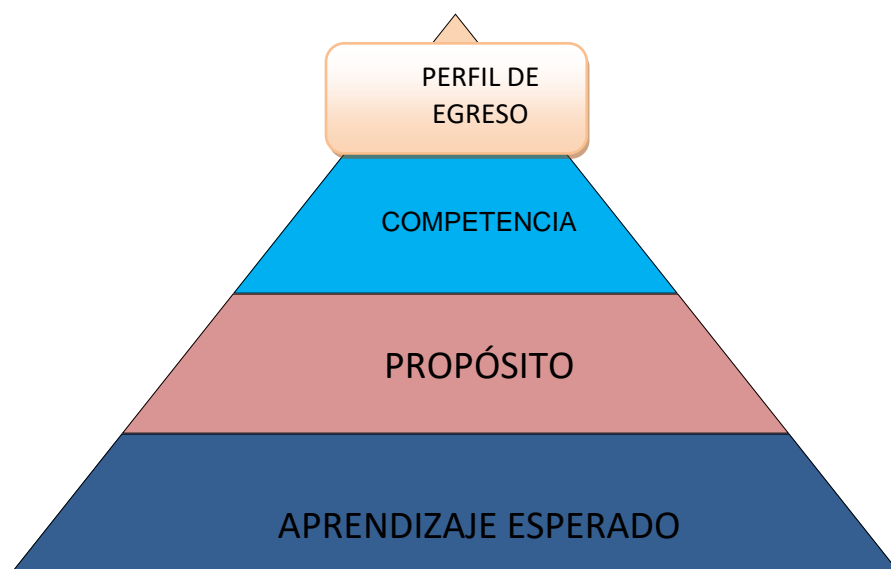 PERFIL DE
EGRESO
COMPETENCIA
PROPÓSITO
APRENDIZAJE ESPERADO